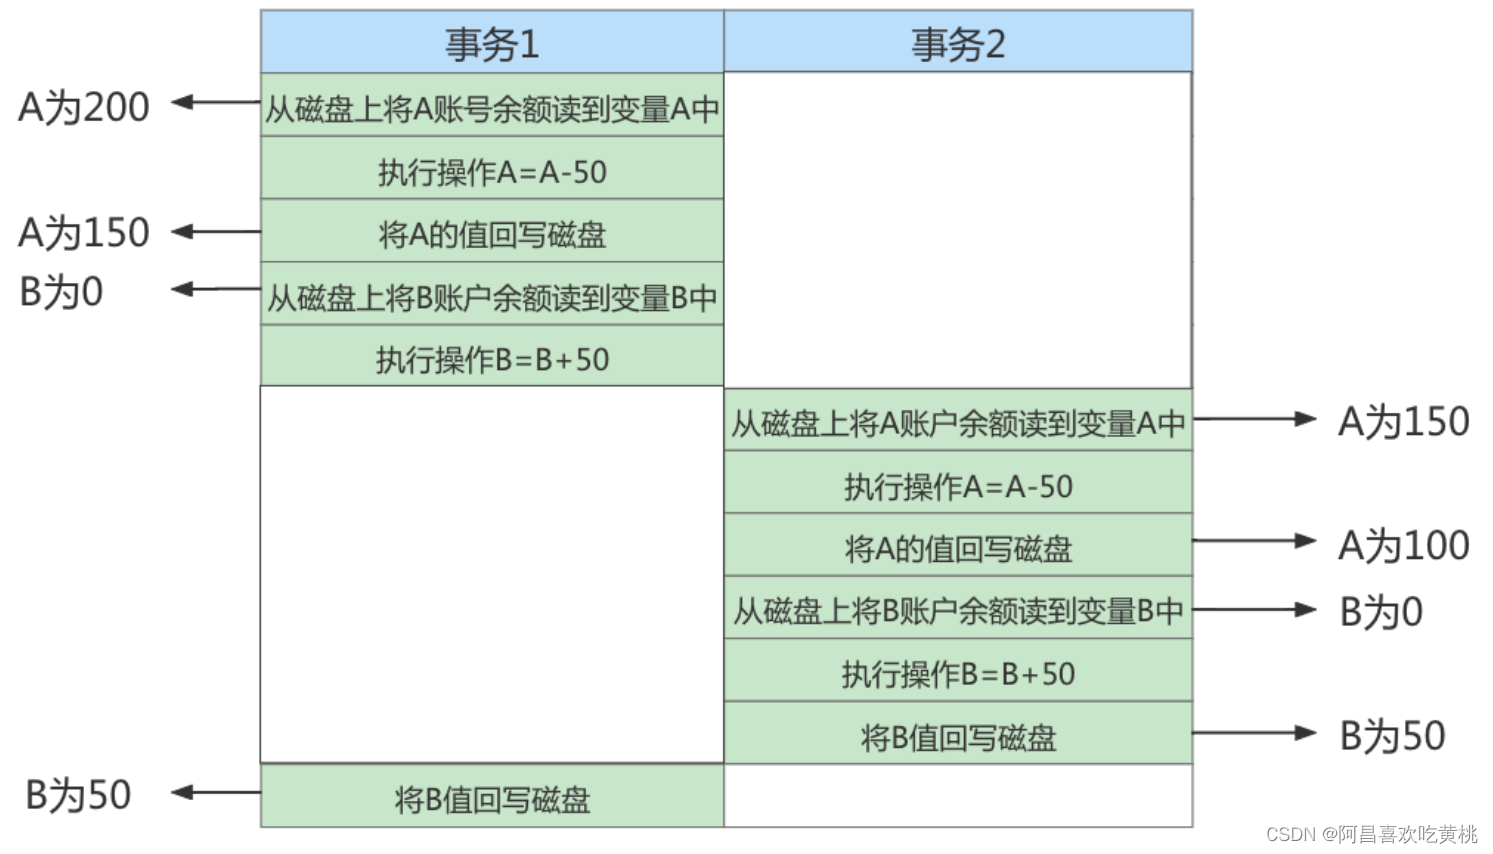 事务1
事务2
A为200
从磁盘上将A账号余额读到变量A中
执行操作A=A-50
A为150
将A的值回写磁盘
B为0
从磁盘上将B账户余额读到变量B中
执行操作B=B+50
从磁盘上将A账户余额读到变量A中
A为150
执行操作A=A-50
将A的值回写磁盘
A为100
从磁盘上将B账户余额读到变量B中
B为0
执行操作B=B+50
将B值回写磁盘
B为50
B为50
将B值回写磁盘
CSDN @阿昌喜欢吃黄桃